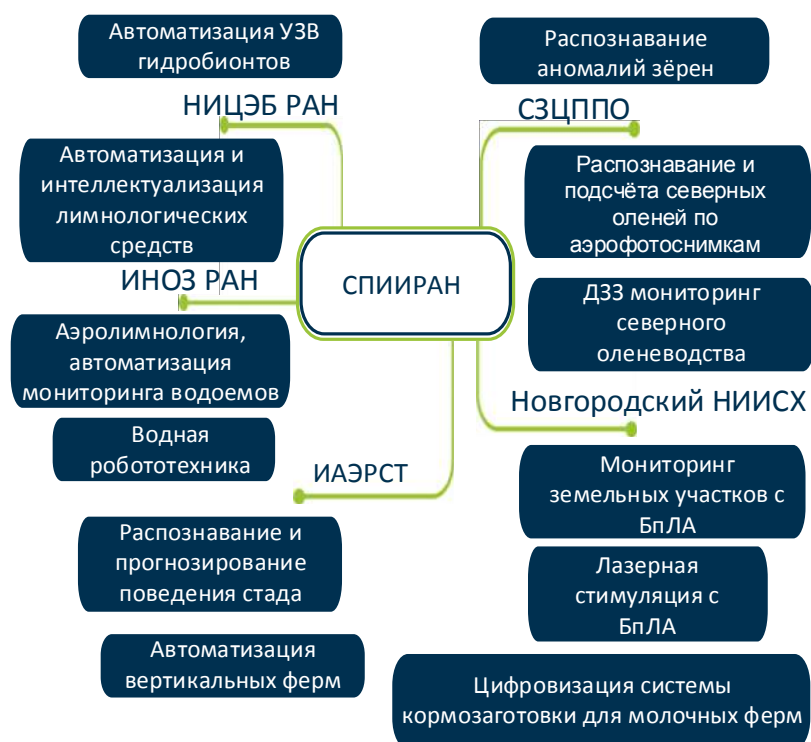 Автоматизация УЗВ
гидробионтов
НИЦЭБ РАН
Автоматизация и
интеллектуализация
лимнологических
средств
ИНОЗ РАН
Аэролимнология,
автоматизация
мониторинга водоемов
Водная
робототехника
ИАЭРСТ
Распознавание и
прогнозирование
поведения стада
Автоматизация
вертикальных ферм
СПИИРАН
Распознавание
аномалий зёрен
СЗЦППО
Распознавание и
подсчёта северных
оленей по
аэрофотоснимкам
ДЗЗ мониторинг
северного
оленеводства
Новгородский НИИСХ
Мониторинг
земельных участков с
БпЛА
Лазерная
стимуляция с
БпЛА
Цифровизация системы
кормозаготовки для молочных ферм